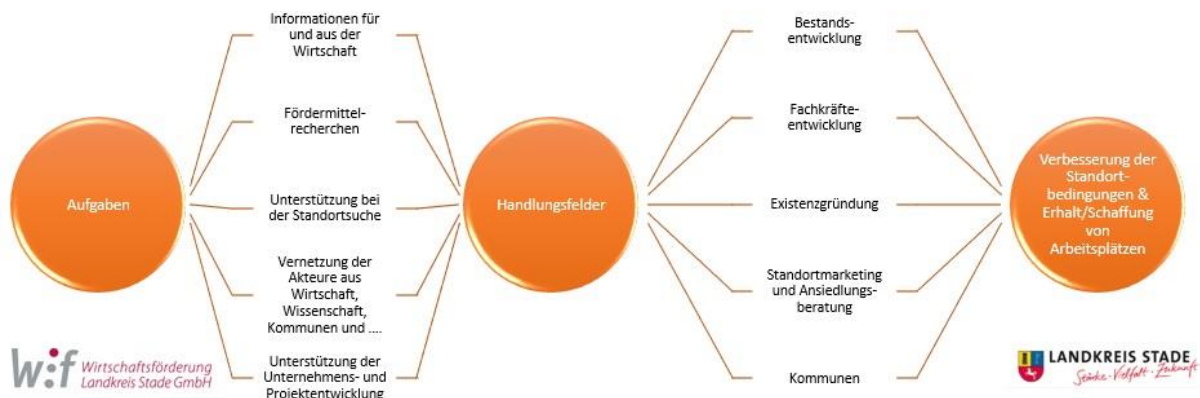 Aufgaben
Informationen für
und aus der
Wirtschaft
Fördermittel-
recherchen
Unterstützung bei
der Standortsuche
Vernetzung der
Akteure aus
Wirtschaft,
Wissenschaft,
Kommunen und ....
Unterstützung der
Unternehmens- und
Projektentwicklung
Handlungsfelder
Bestands-
entwicklung
Fachkräfte-
entwicklung
Existenzgründung
Standortmarketing
und Ansiedlungs-
beratung
Kommunen
Verbesserung der
Standort-
bedingungen &
Erhalt/Schaffung
von
Arbeitsplätzen
W:f Wirtschaftsförderung
Landkreis Stade GmbH
LANDKREIS STADE
Stärke · Vielfalt · Zukunft